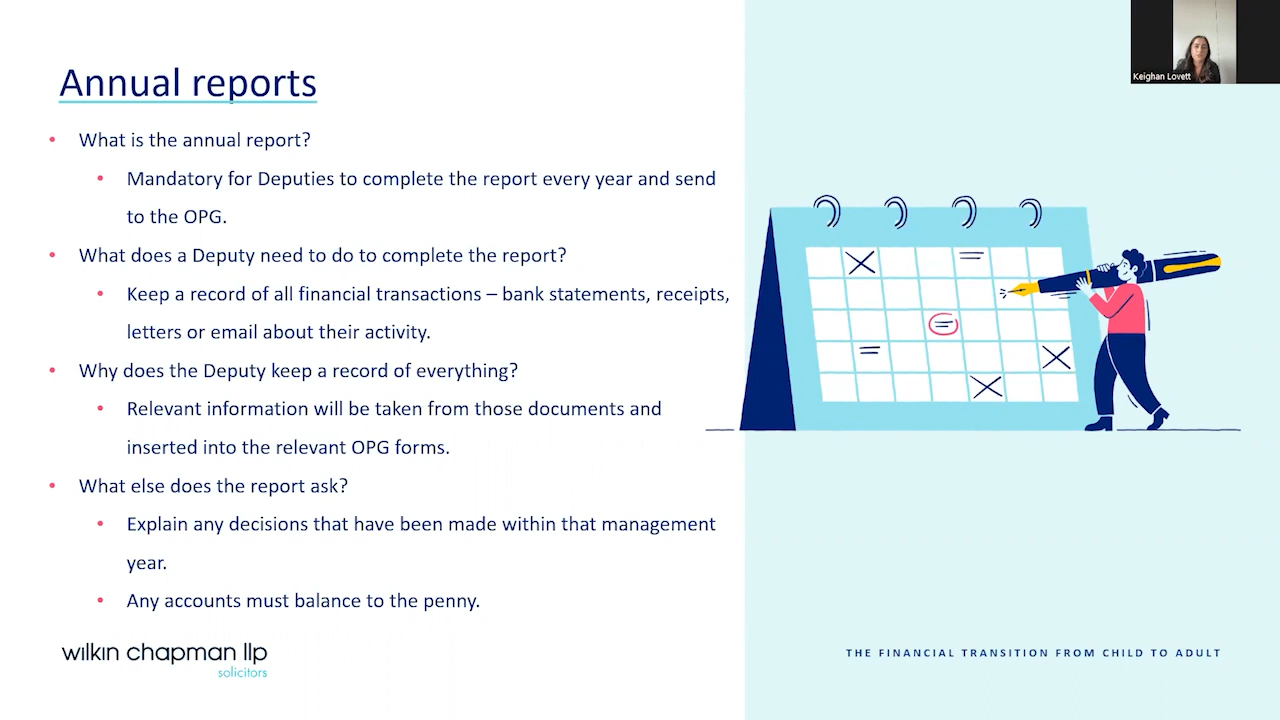 Keighan Lovett
Annual reports
• What is the annual report?
• Mandatory for Deputies to complete the report every year and send
to the OPG.
• What does a Deputy need to do to complete the report?
• Keep a record of all financial transactions – bank statements, receipts,
letters or email about their activity.
• Why does the Deputy keep a record of everything?
• Relevant information will be taken from those documents and
inserted into the relevant OPG forms.
• What else does the report ask?
• Explain any decisions that have been made within that management
year.
• Any accounts must balance to the penny.
wilkin chapman llp
solicitors
THE FINANCIAL TRANSITION FROM CHILD TO ADULT